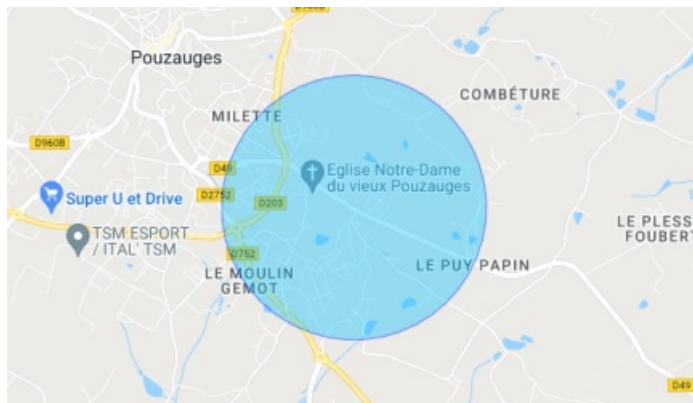 D960B
Pouzauges
COMBÉTURE
MILETTE
D960B
D49
Eglise Notre-Dame
du vieux Pouzauges
D2752
Super U et Drive
D203
TSM ESPORT
/ ITAL' TSM
LE PLESS
FOUBERT
D752
LE PUY PAPIN
LE MOULIN
GEMOT
D49